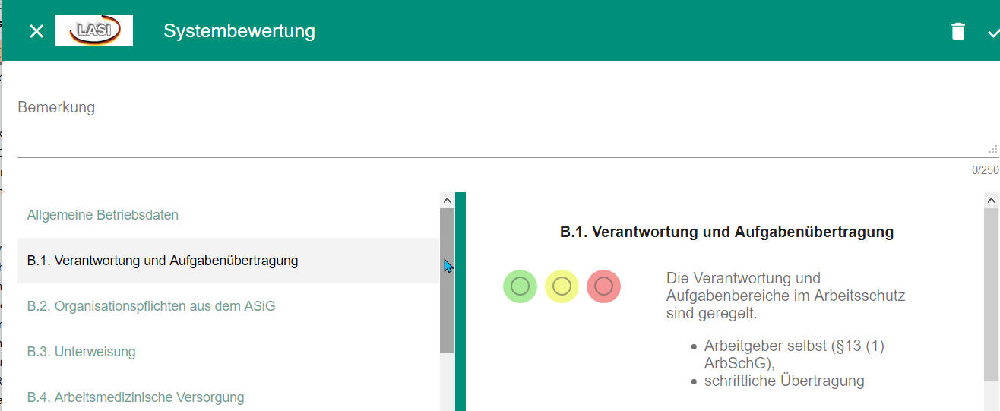 LASI
Systembewertung
Bemerkung
0/250
Allgemeine Betriebsdaten
B.1. Verantwortung und Aufgabenübertragung
B.2. Organisationspflichten aus dem ASiG
B.3. Unterweisung
B.4. Arbeitsmedizinische Versorgung
B.1. Verantwortung und Aufgabenübertragung
Die Verantwortung und
Aufgabenbereiche im Arbeitsschutz
sind geregelt.
• Arbeitgeber selbst (§13 (1)
ArbSchG),
• schriftliche Übertragung